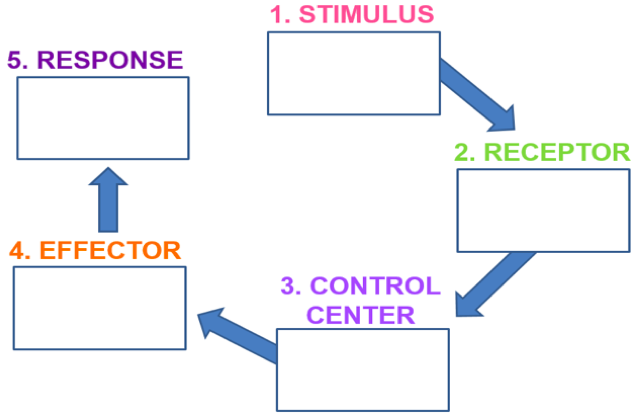 1. STIMULUS
5. RESPONSE
2. RECEPTOR
4. EFFECTOR
3. CONTROL
CENTER